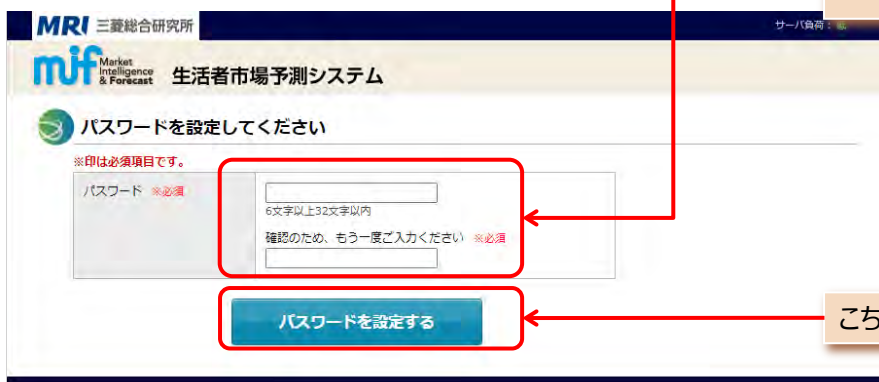 MRI 三菱総合研究所
サーバ負荷:
mif Market Intelligence & Forecast 生活者市場予測システム
パスワードを設定してください
※印は必須項目です。
パスワード ※必須
6文字以上32文字以内
確認のため、もう一度ご入力ください ※必須
パスワードを設定する
こち